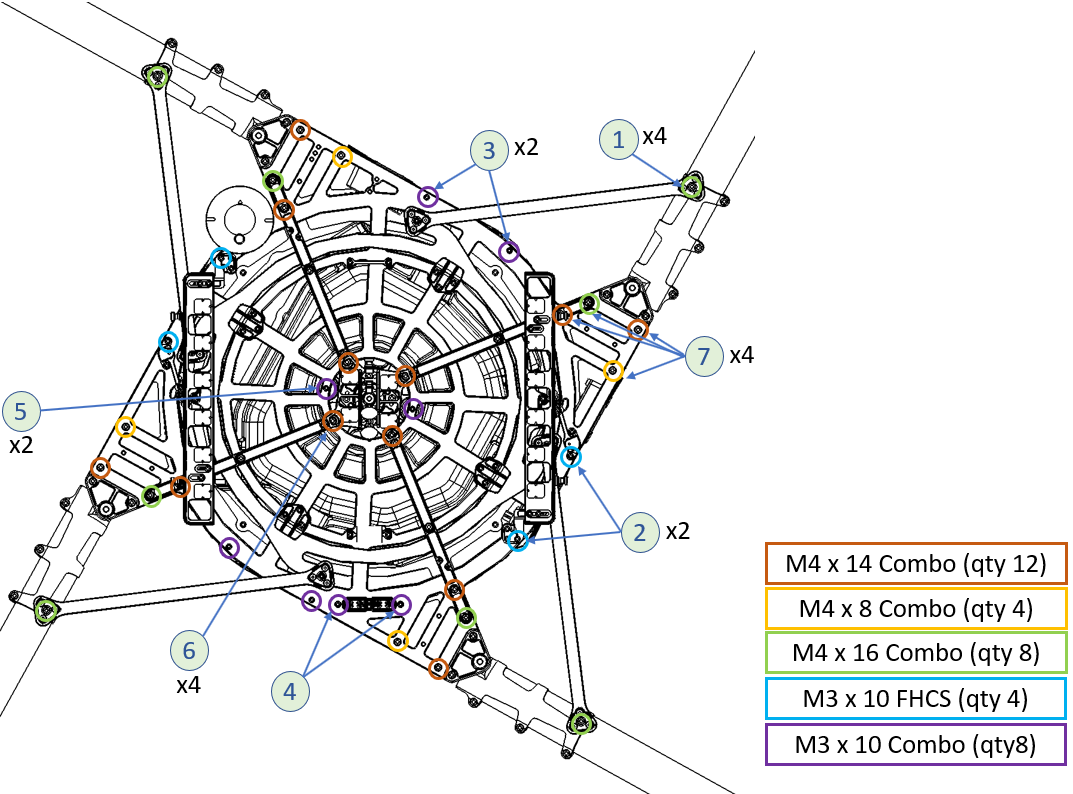 1 x4
3 x2
7 x4
5
x2
2 x2
6
x4
4
M4 x 14 Combo (qty 12)
M4 x 8 Combo (qty 4)
M4 x 16 Combo (qty 8)
M3 x 10 FHCS (qty 4)
M3 x 10 Combo (qty8)